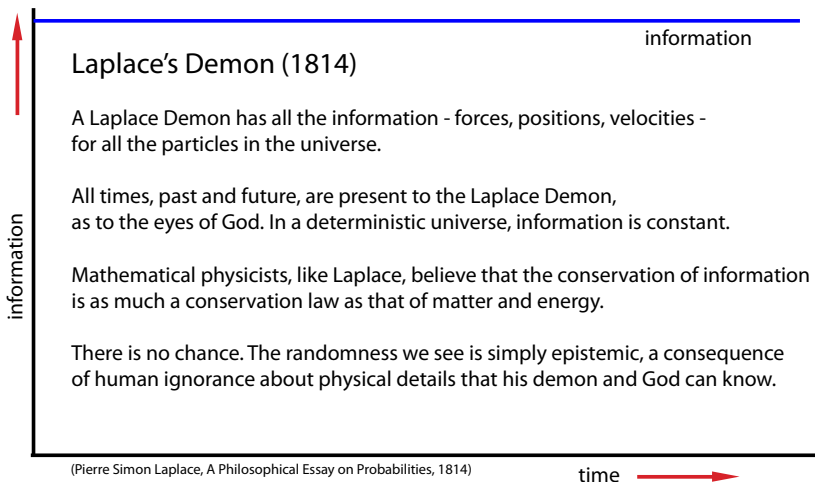 information
Laplace's Demon (1814)
A Laplace Demon has all the information - forces, positions, velocities -
for all the particles in the universe.
All times, past and future, are present to the Laplace Demon,
as to the eyes of God. In a deterministic universe, information is constant.
Mathematical physicists, like Laplace, believe that the conservation of information
is as much a conservation law as that of matter and energy.
There is no chance. The randomness we see is simply epistemic, a consequence
of human ignorance about physical details that his demon and God can know.
information
(Pierre Simon Laplace, A Philosophical Essay on Probabilities, 1814)
time